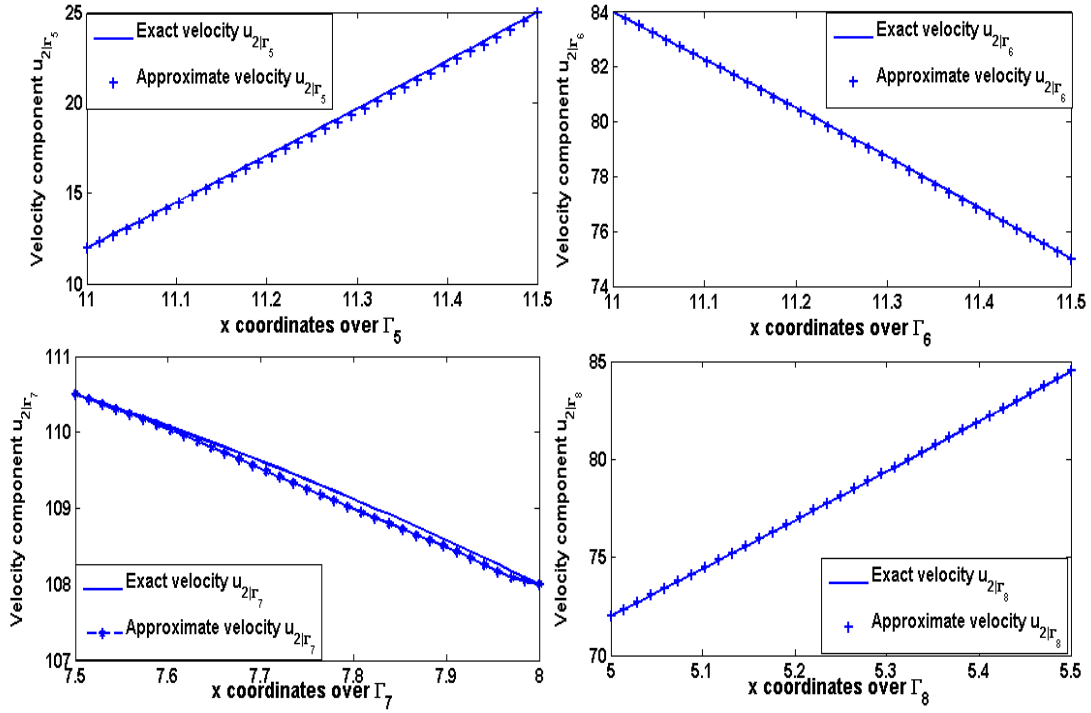 25
20
15
10
Velocity component u2|Γ5
Exact velocity u2|Γ5
Approximate velocity u2|Γ5
11 11.1 11.2 11.3 11.4 11.5
x coordinates over Γ5
84
82
80
78
76
74
Velocity component u2|Γ6
Exact velocity u2|Γ6
Approximate velocity u2|Γ6
11 11.1 11.2 11.3 11.4 11.5
x coordinates over Γ6
111
110
109
108
107
Velocity component u2|Γ7
Exact velocity u2|Γ7
Approximate velocity u2|Γ7
7.5 7.6 7.7 7.8 7.9 8
x coordinates over Γ7
85
80
75
70
Velocity component u2|Γ8
Exact velocity u2|Γ8
Approximate velocity u2|Γ8
5 5.1 5.2 5.3 5.4 5.5
x coordinates over Γ8